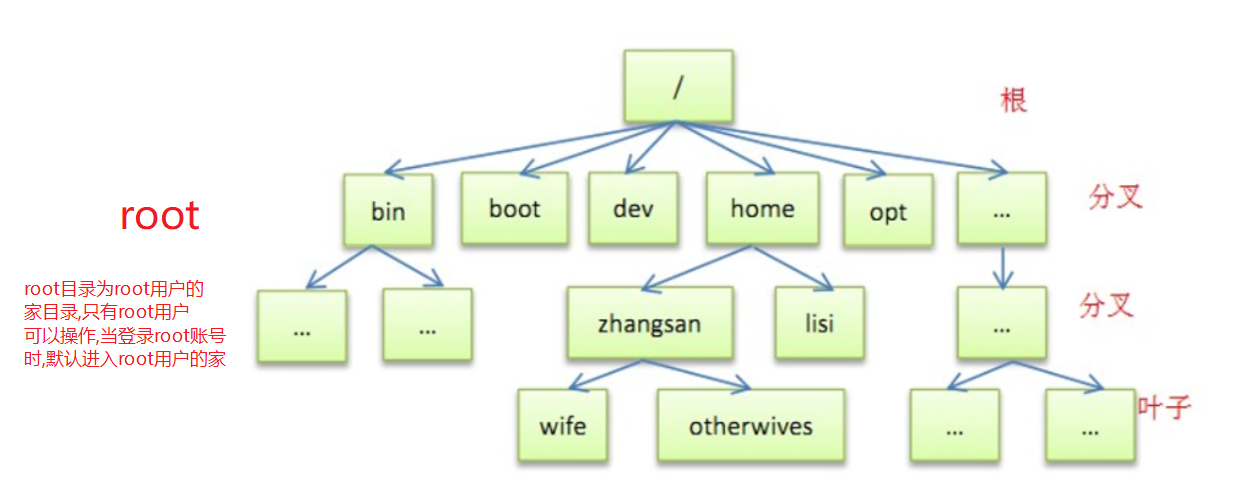 /
根
root
bin
boot
dev
home
opt
...
分叉
root目录为root用户的
家目录,只有root用户
可以操作,当登录root账号
时,默认进入root用户的家
...
...
zhangsan
lisi
...
分叉
wife
otherwives
...
...
叶子